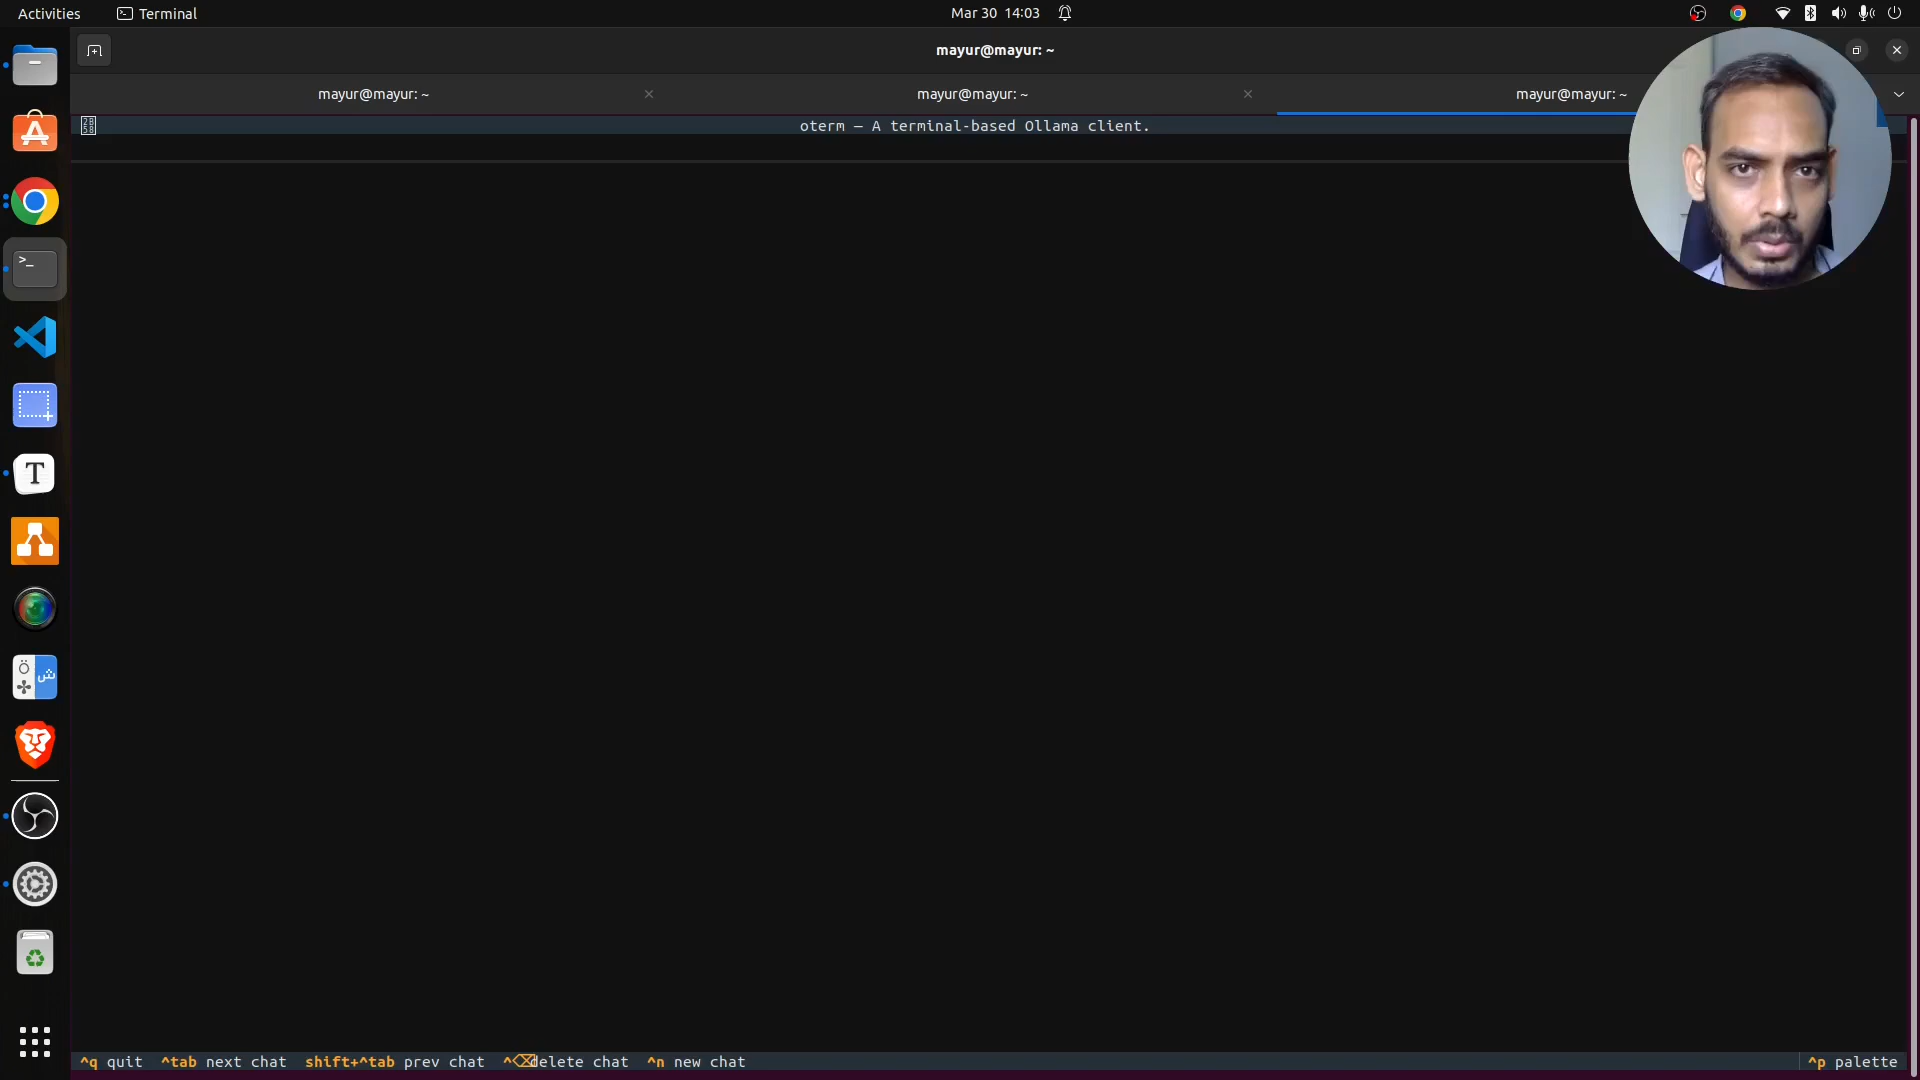 Activities
Terminal
Mar 30 14:03
mayur@mayur: ~
mayur@mayur: ~
mayur@mayur: ~
mayur@mayur: ~
oterm — A terminal-based Ollama client.
^q quit ^tab next chat shift+^tab prev chat ^⌫delete chat ^n new chat
^p palette